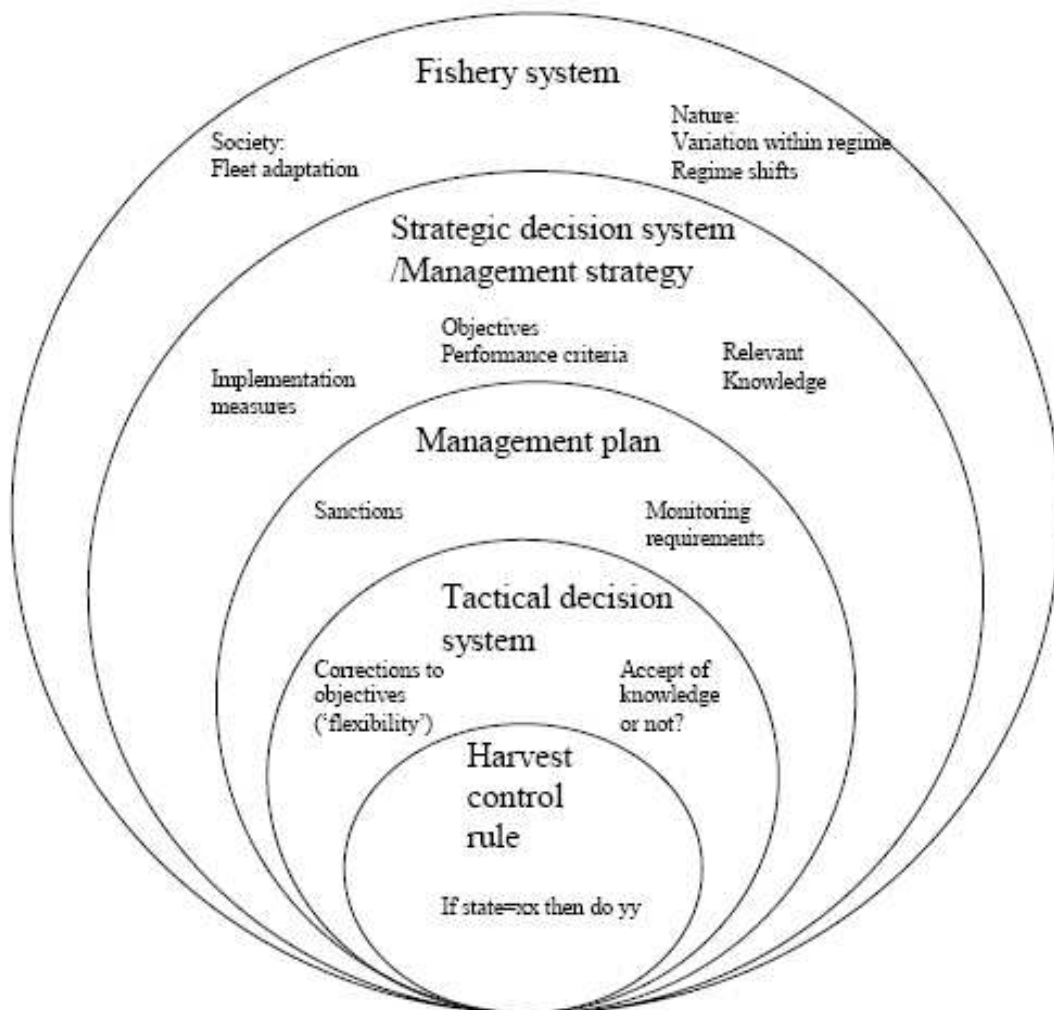 Fishery system
Society:
Fleet adaptation
Nature:
Variation within regime
Regime shifts
Strategic decision system
/Management strategy
Objectives
Performance criteria
Implementation
measures
Relevant
Knowledge
Management plan
Sanctions
Monitoring
requirements
Tactical decision
system
Corrections to
objectives
(‘flexibility’)
Accept of
knowledge
or not?
Harvest
control
rule
If state=xx then do yy